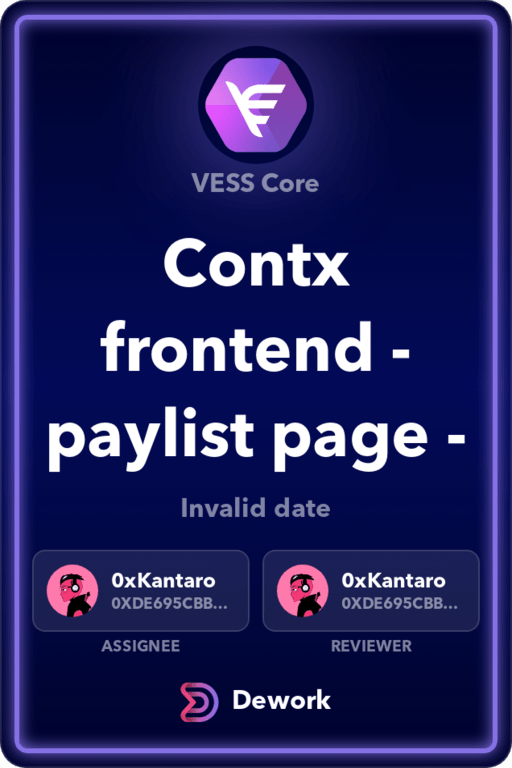 VESS Core
Contx
frontend -
paylist page -
Invalid date
0xKantaro
0XDE695CBB...
ASSIGNEE
0xKantaro
0XDE695CBB...
REVIEWER
Dework